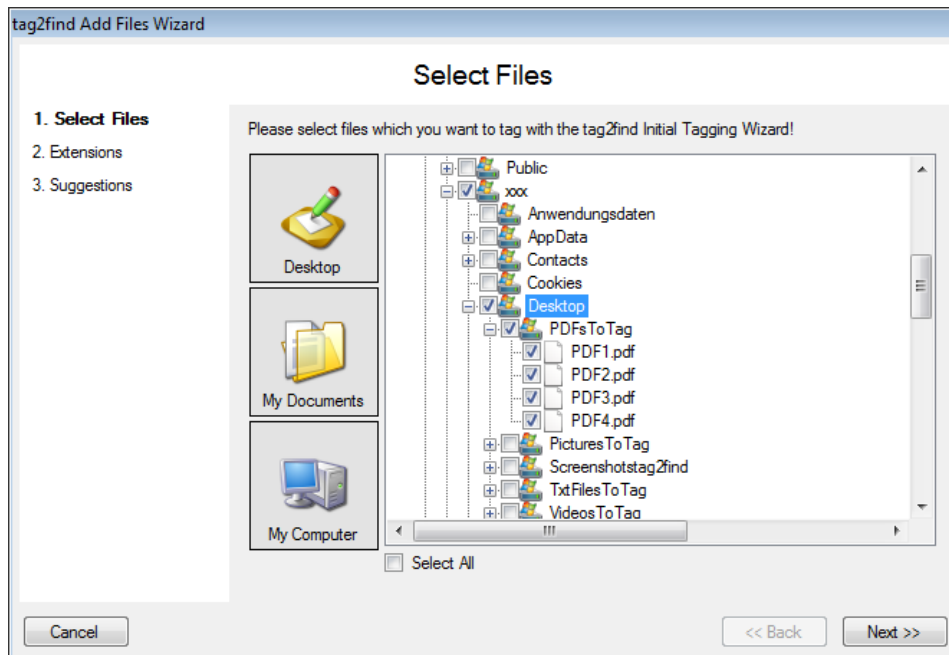 tag2find Add Files Wizard
Select Files
1. Select Files
2. Extensions
3. Suggestions
Please select files which you want to tag with the tag2find Initial Tagging Wizard!
Desktop
My Documents
My Computer
Public
xxx
Anwendungsdaten
AppData
Contacts
Cookies
Desktop
PDFsToTag
PDF1.pdf
PDF2.pdf
PDF3.pdf
PDF4.pdf
PicturesToTag
Screenshotstag2find
TxtFilesToTag
VideosToTag
Select All
Cancel
<< Back
Next >>